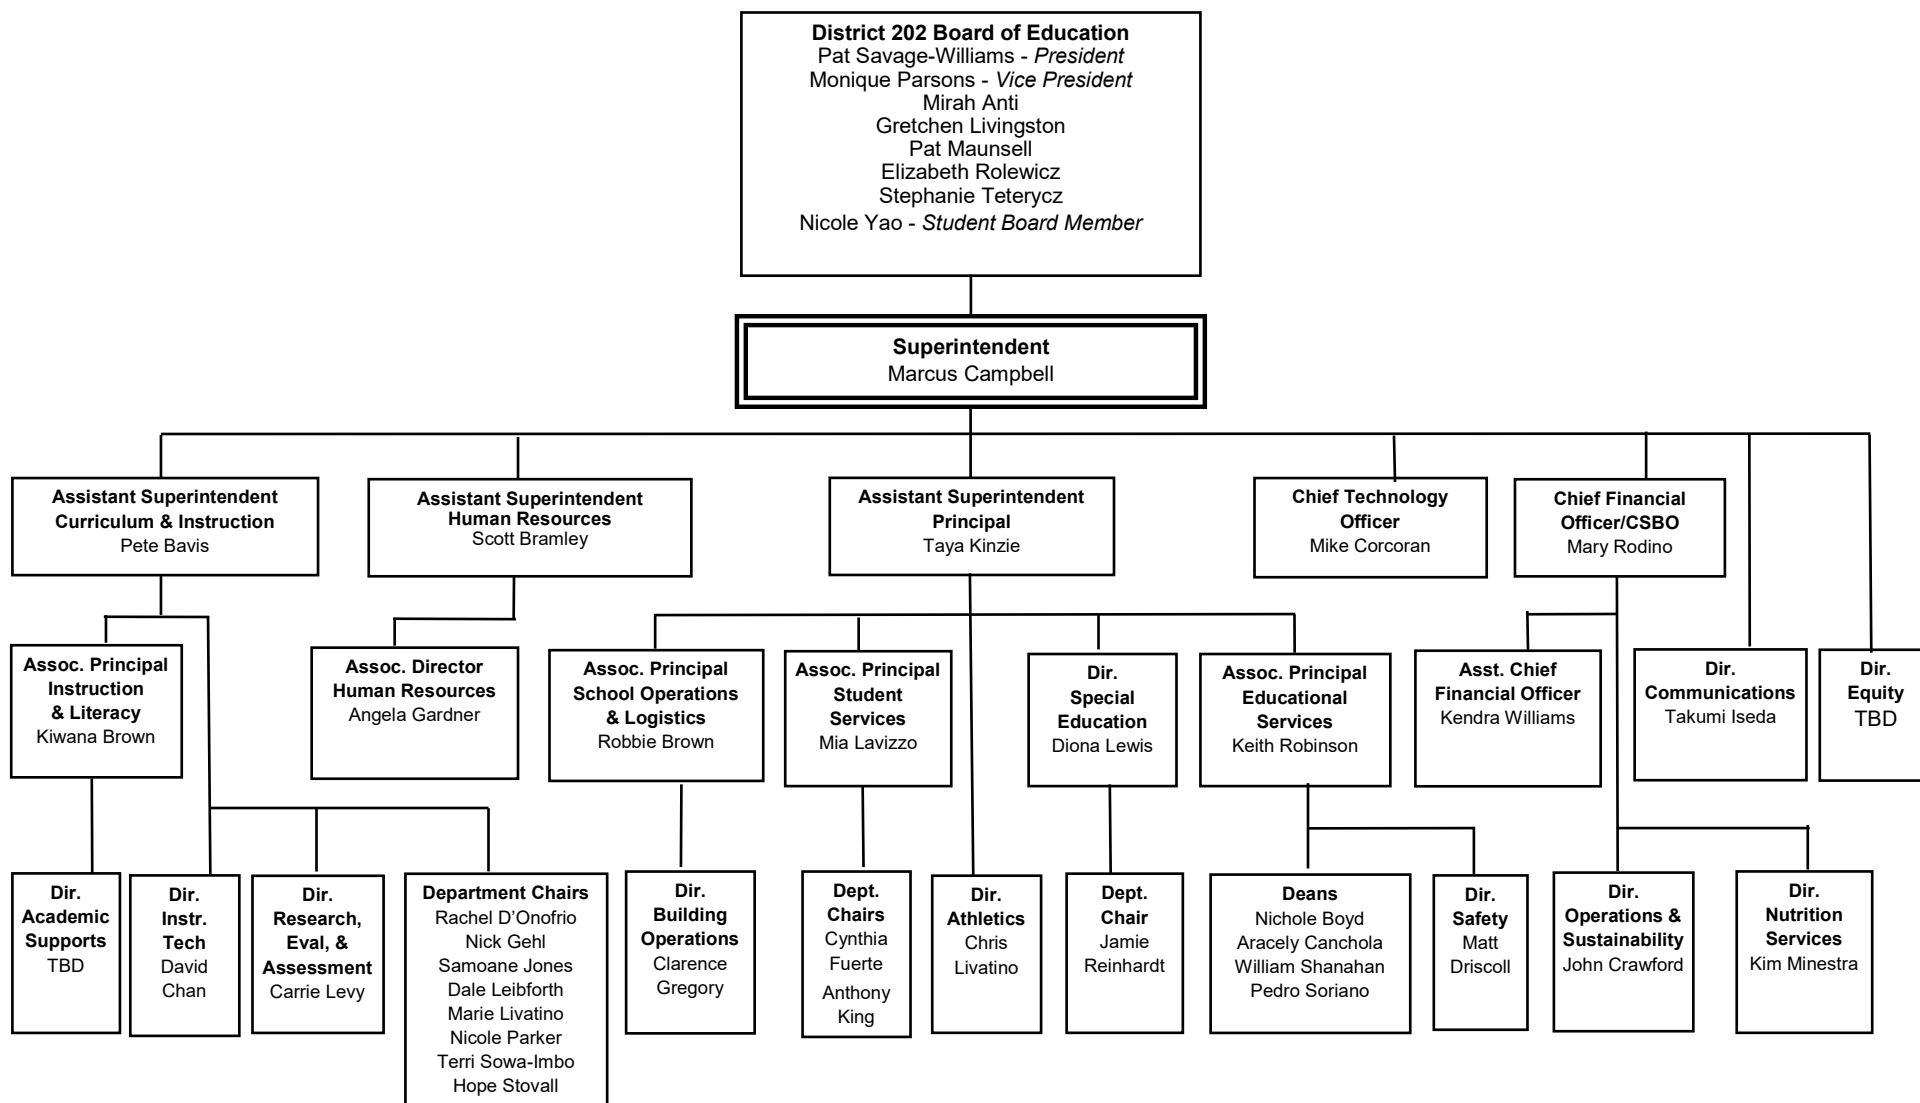 District 202 Board of Education
Pat Savage-Williams - President
Monique Parsons - Vice President
Mirah Anti
Gretchen Livingston
Pat Maunsell
Elizabeth Rolewicz
Stephanie Teterycz
Nicole Yao - Student Board Member
Superintendent
Marcus Campbell
Assistant Superintendent
Curriculum & Instruction
Pete Bavis
Assistant Superintendent
Human Resources
Scott Bramley
Assistant Superintendent
Principal
Taya Kinzie
Chief Technology
Officer
Mike Corcoran
Chief Financial
Officer/CSBO
Mary Rodino
Assoc. Principal
Instruction
& Literacy
Kiwana Brown
Assoc. Director
Human Resources
Angela Gardner
Assoc. Principal
School Operations
& Logistics
Robbie Brown
Assoc. Principal
Student
Services
Mia Lavizzo
Dir.
Special
Education
Diona Lewis
Assoc. Principal
Educational
Services
Keith Robinson
Asst. Chief
Financial Officer
Kendra Williams
Dir.
Communications
Takumi Iseda
Dir.
Equity
TBD
Dir.
Academic
Supports
TBD
Dir.
Instr.
Tech
David
Chan
Dir.
Research,
Eval, &
Assessment
Carrie Levy
Department Chairs
Rachel D’Onofrio
Nick Gehl
Samoane Jones
Dale Leibforth
Marie Livatino
Nicole Parker
Terri Sowa-Imbo
Hope Stovall
Dir.
Building
Operations
Clarence
Gregory
Dept.
Chairs
Cynthia
Fuerte
Anthony
King
Dir.
Athletics
Chris
Livatino
Dept.
Chair
Jamie
Reinhardt
Deans
Nichole Boyd
Aracely Canchola
William Shanahan
Pedro Soriano
Dir.
Safety
Matt
Driscoll
Dir.
Operations &
Sustainability
John Crawford
Dir.
Nutrition
Services
Kim Minestra